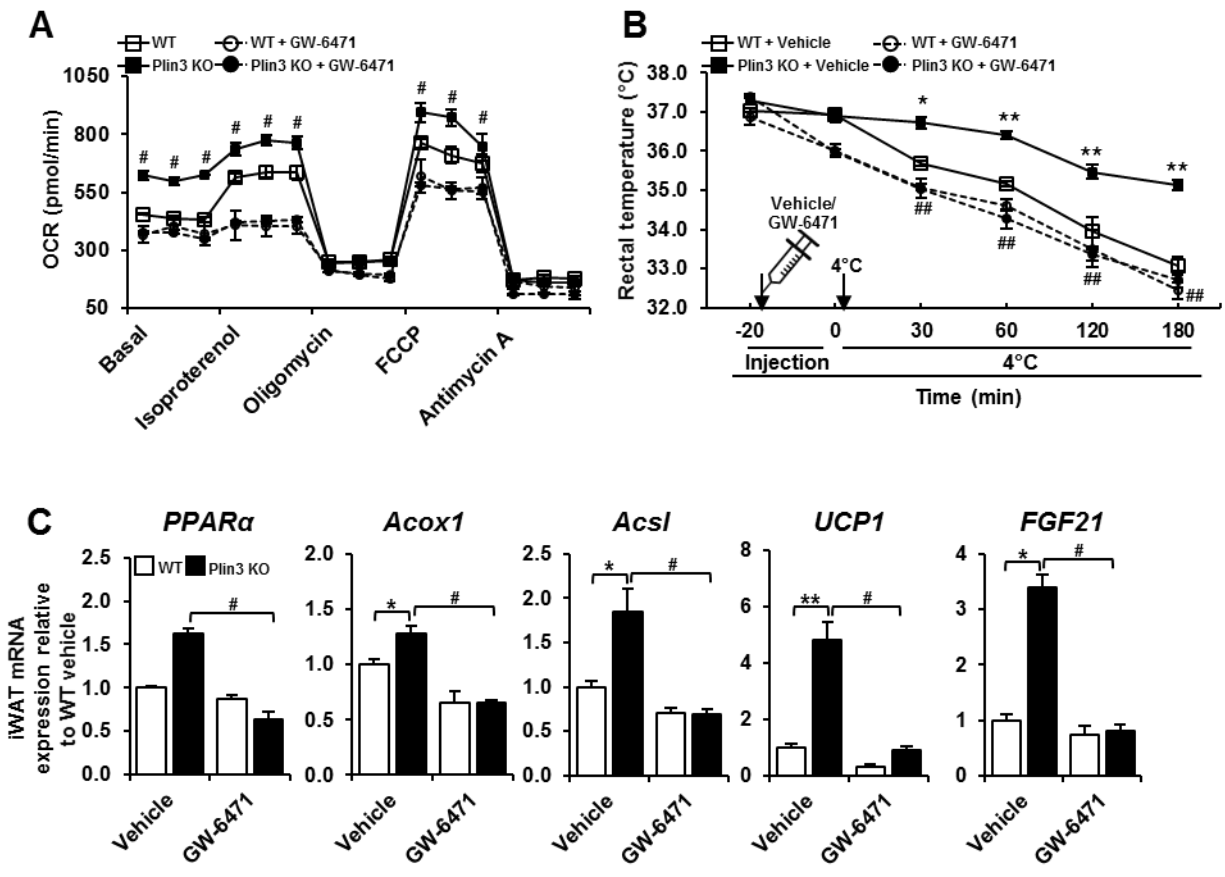 A
WT
WT + GW-6471
Plin3 KO
Plin3 KO + GW-6471
OCR (pmol/min)
1050
800
550
300
50
# # # # # # # # #
Basal
Isoproterenol
Oligomycin
FCCP
Antimycin A
B
WT + Vehicle
WT + GW-6471
Plin3 KO + Vehicle
Plin3 KO + GW-6471
Rectal temperature (°C)
38.0
37.0
36.0
35.0
34.0
33.0
32.0
* ** ** **
## ## ## ##
Vehicle/
GW-6471
4°C
-20 0 30 60 120 180
Injection 4°C
Time (min)
C
iWAT mRNA
expression relative
to WT vehicle
PPARα
WT
Plin3 KO
2.5
2.0
1.5
1.0
0.5
0.0
#
Vehicle
GW-6471
Acox1
2.0
1.5
1.0
0.5
0.0
* #
Vehicle
GW-6471
Acsl
2.5
2.0
1.5
1.0
0.5
0.0
* #
Vehicle
GW-6471
UCP1
8
6
4
2
0
** #
Vehicle
GW-6471
FGF21
4
3
2
1
0
* #
Vehicle
GW-6471